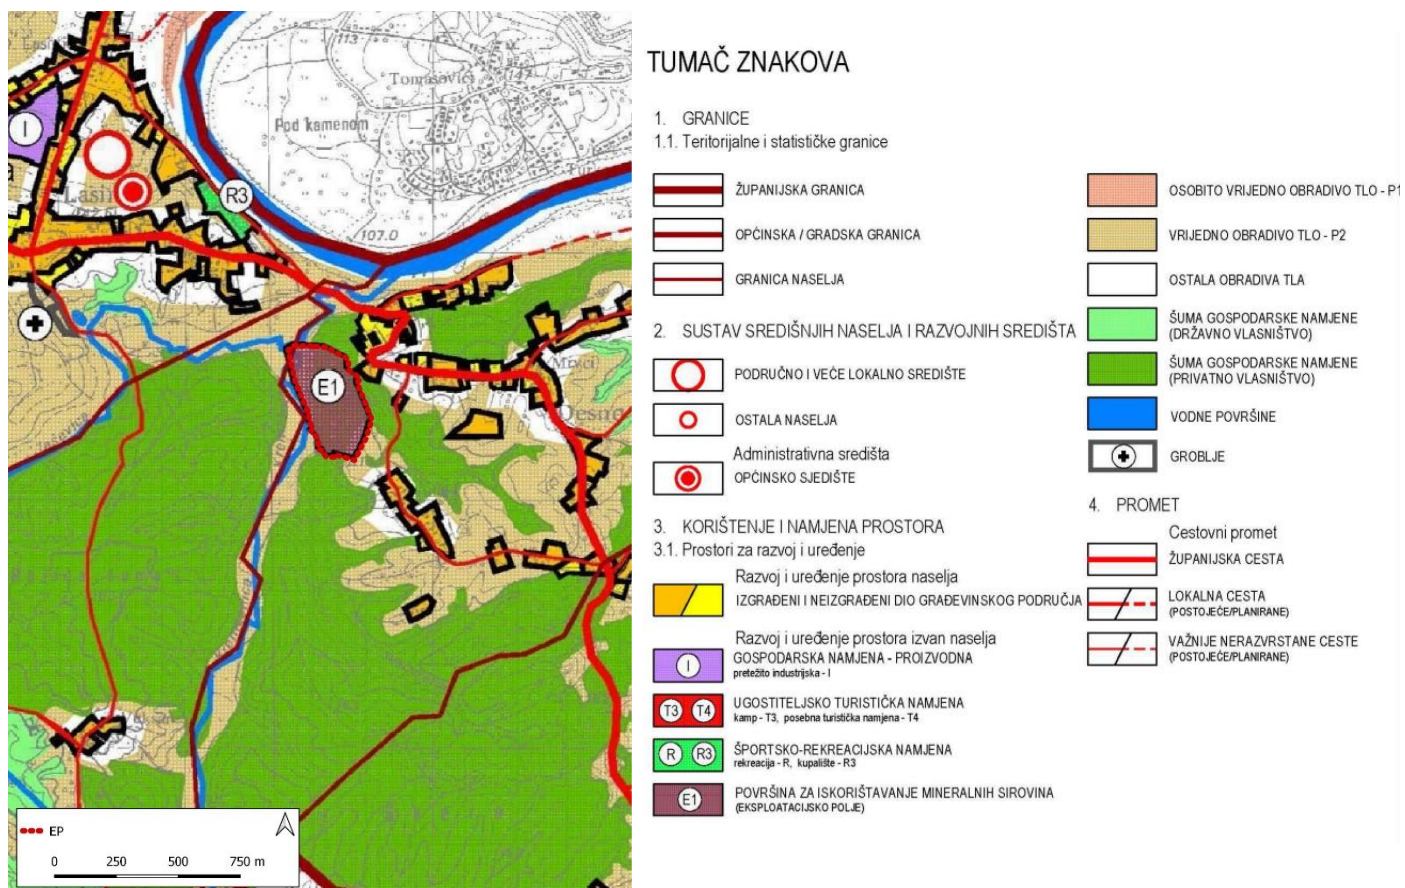 113
Tomašovići
147
Pod kamenom
I
R3
Lasinja
107.0
E1
Mrzci
Desno
EP
0 250 500 750 m
TUMAČ ZNAKOVA
1. GRANICE
1.1. Teritorijalne i statističke granice
ŽUPANIJSKA GRANICA
OPĆINSKA / GRADSKA GRANICA
GRANICA NASELJA
2. SUSTAV SREDIŠNJIH NASELJA I RAZVOJNIH SREDIŠTA
PODRUČNO I VEĆE LOKALNO SREDIŠTE
OSTALA NASELJA
Administrativna središta
OPĆINSKO SJEDIŠTE
3. KORIŠTENJE I NAMJENA PROSTORA
3.1. Prostori za razvoj i uređenje
Razvoj i uređenje prostora naselja
IZGRAĐENI I NEIZGRAĐENI DIO GRAĐEVINSKOG PODRUČJA
Razvoj i uređenje prostora izvan naselja
I
GOSPODARSKA NAMJENA - PROIZVODNA
pretežito industrijska - I
T3 T4
UGOSTITELJSKO TURISTIČKA NAMJENA
kamp - T3, posebna turistička namjena - T4
R R3
ŠPORTSKO-REKREACIJSKA NAMJENA
rekreacija - R, kupalište - R3
E1
POVRŠINA ZA ISKORIŠTAVANJE MINERALNIH SIROVINA
(EKSPLOATACIJSKO POLJE)
OSOBITO VRIJEDNO OBRADIVO TLO - P1
VRIJEDNO OBRADIVO TLO - P2
OSTALA OBRADIVA TLA
ŠUMA GOSPODARSKE NAMJENE
(DRŽAVNO VLASNIŠTVO)
ŠUMA GOSPODARSKE NAMJENE
(PRIVATNO VLASNIŠTVO)
VODNE POVRŠINE
GROBLJE
4. PROMET
Cestovni promet
ŽUPANIJSKA CESTA
LOKALNA CESTA
(POSTOJEĆE/PLANIRANE)
VAŽNIJE NERAZVRSTANE CESTE
(POSTOJEĆE/PLANIRANE)